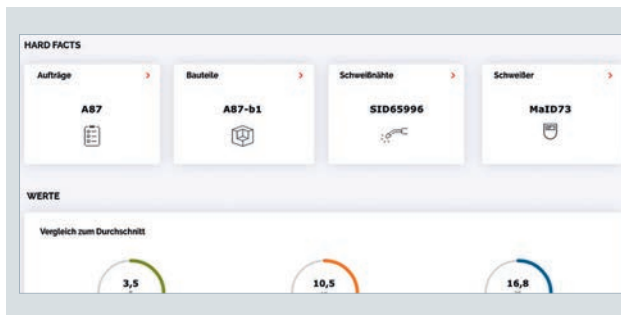 HARD FACTS
Aufträge
A87
Bauteile
A87-b1
Schweißnähte
SID65996
Schweißer
MaID73
WERTE
Vergleich zum Durchschnitt
3,5
10,5
16,8